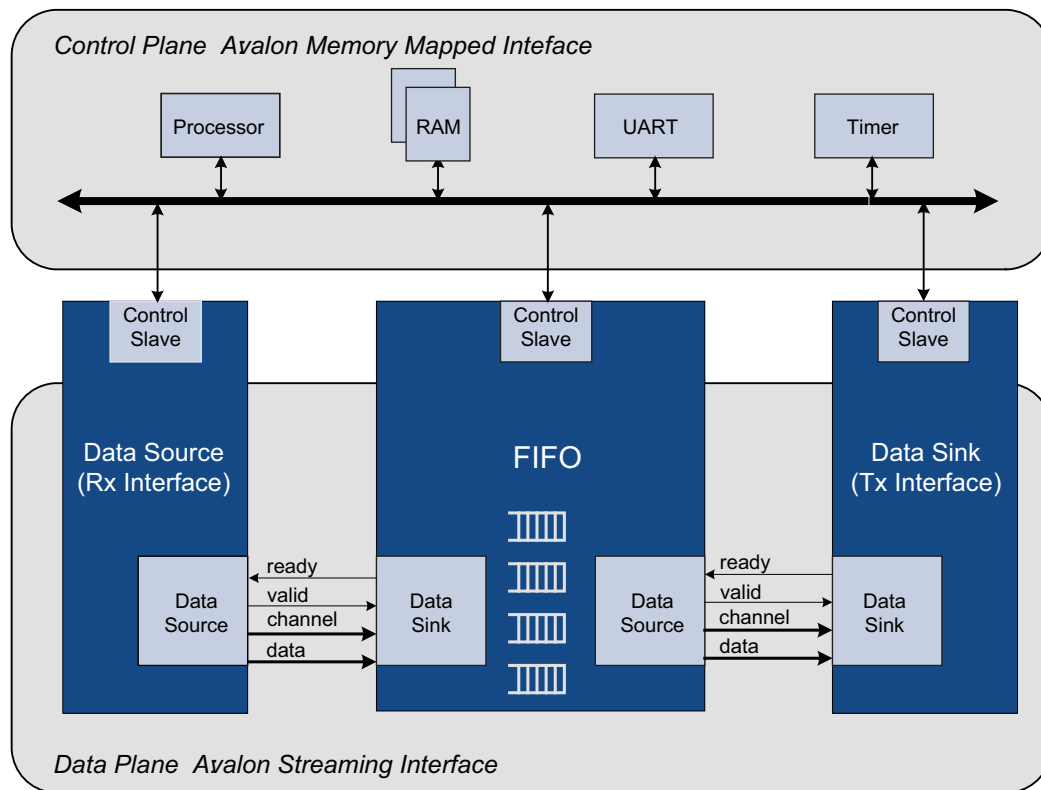 Control Plane Avalon Memory Mapped Inteface
Processor
RAM
UART
Timer
Control
Slave
Control
Slave
Control
Slave
Data Source
(Rx Interface)
FIFO
Data Sink
(Tx Interface)
Data
Source
ready
valid
channel
data
Data
Sink
Data
Source
ready
valid
channel
data
Data
Sink
Data Plane Avalon Streaming Interface